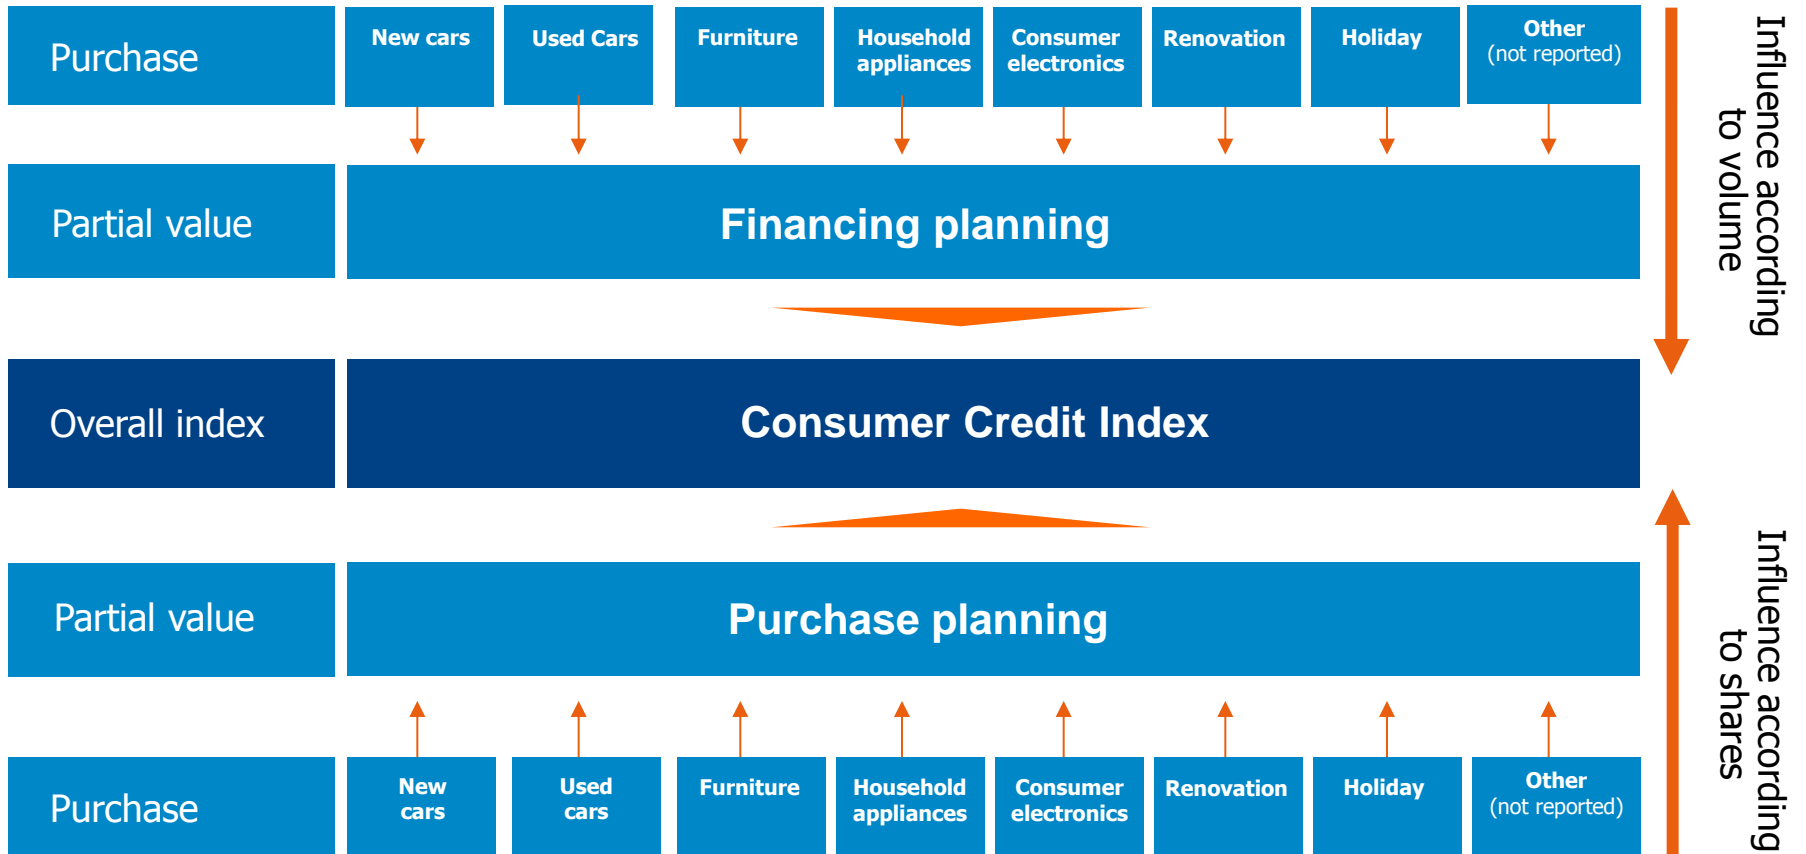 Purchase
New cars
Used Cars
Furniture
Household
appliances
Consumer
electronics
Renovation
Holiday
Other
(not reported)
Influence according
to volume
Partial value
Financing planning
Overall index
Consumer Credit Index
Partial value
Purchase planning
Influence according
to shares
Purchase
New
cars
Used
cars
Furniture
Household
appliances
Consumer
electronics
Renovation
Holiday
Other
(not reported)